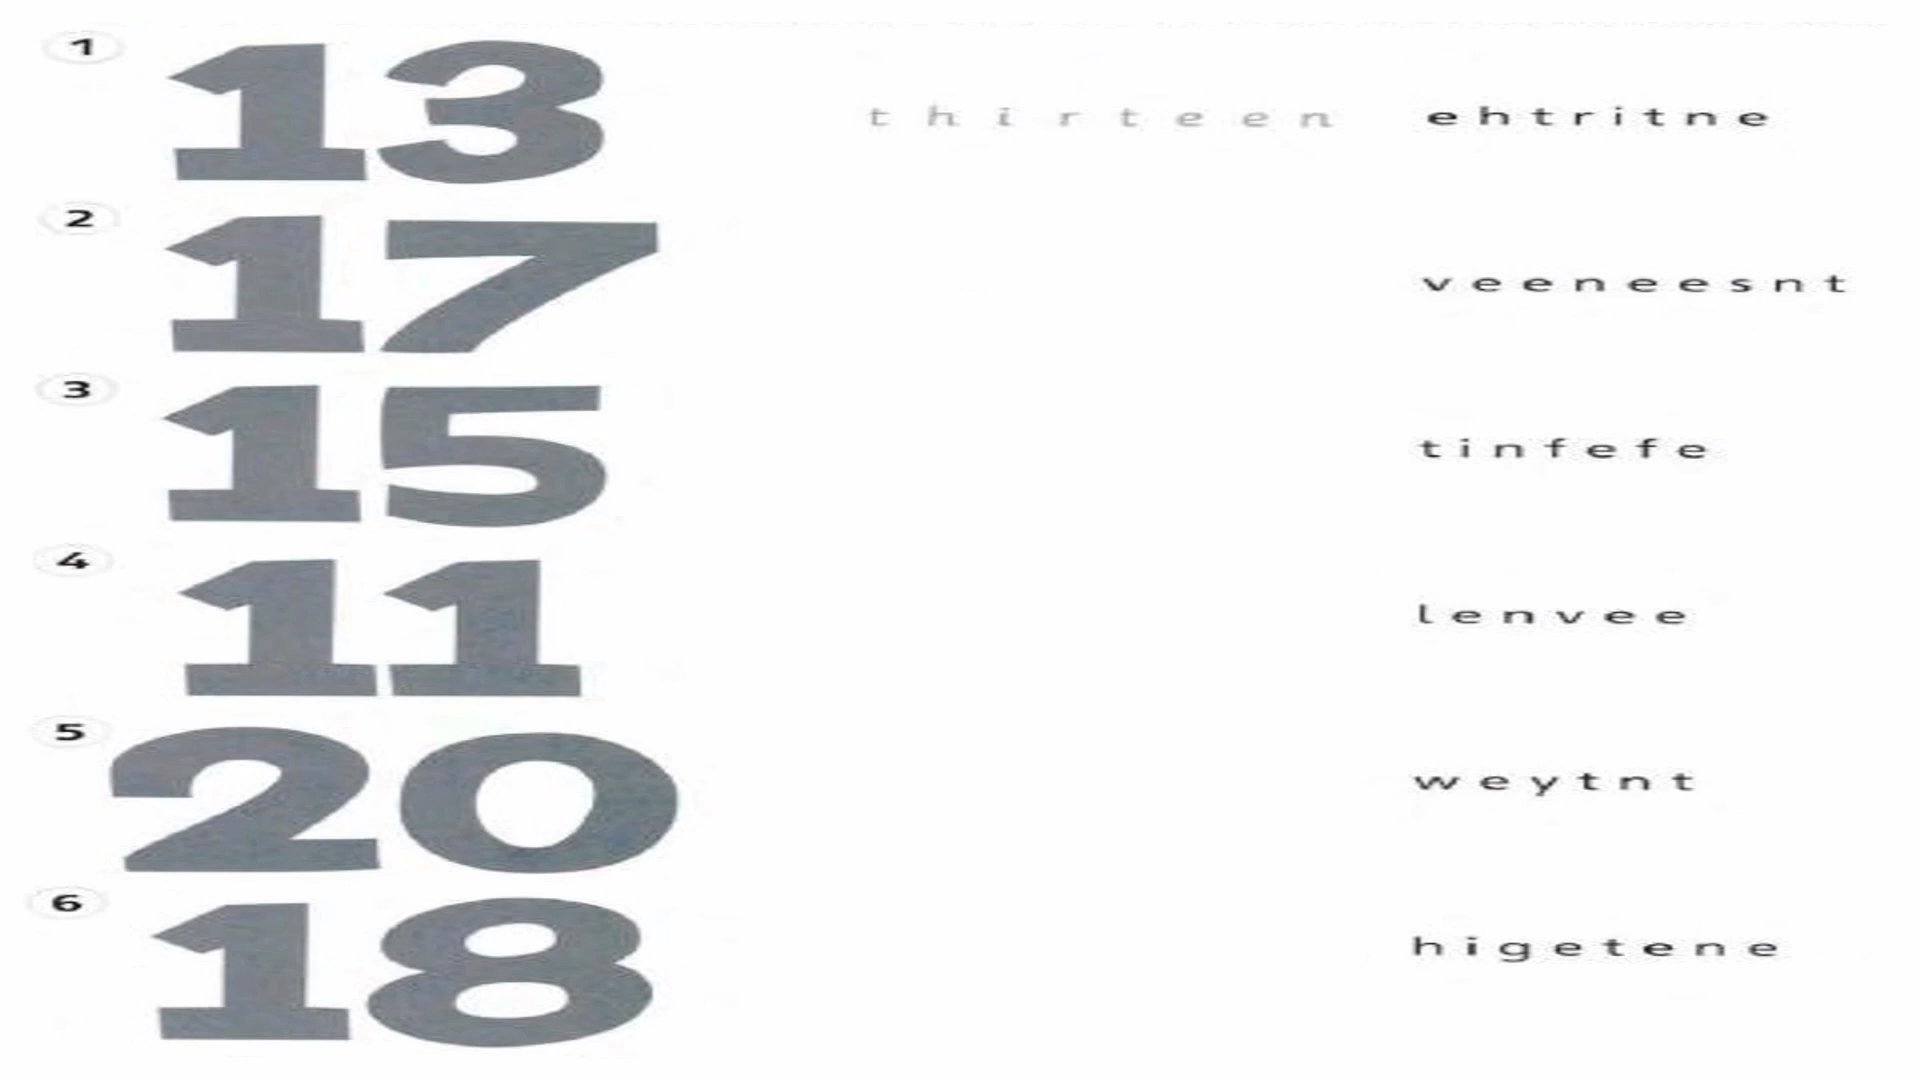 1 13 thirteen ehtritne
2 17 veeneesnt
3 15 tinfefe
4 11 lenvee
5 20 weytnt
6 18 higetene